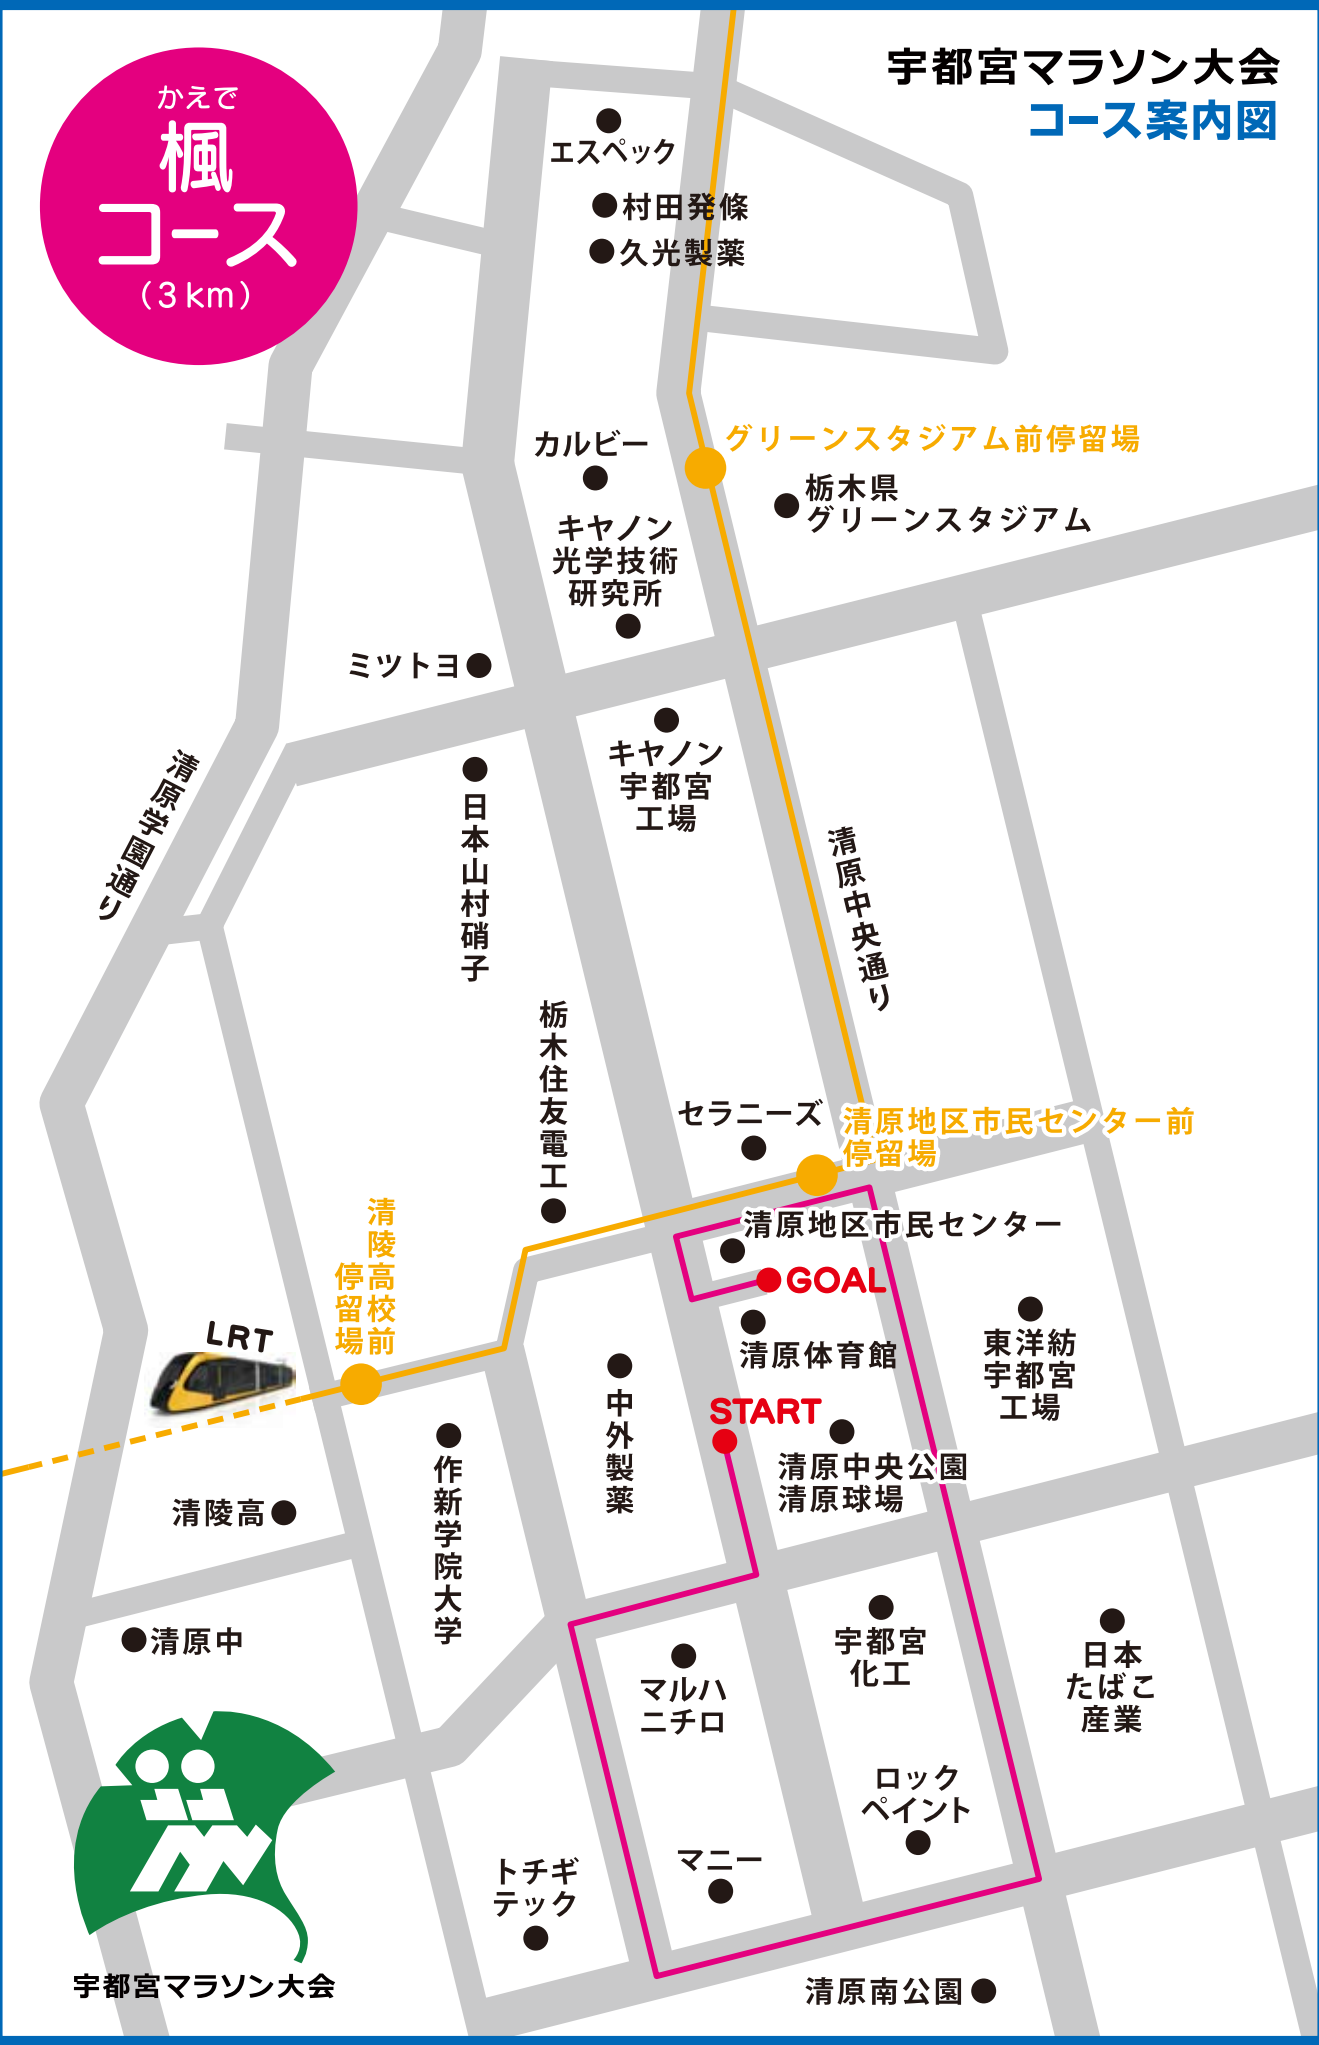 宇都宮マラソン大会
コース案内図
かえで
楓
コース
(3km)
エスペック
村田発條
久光製薬
カルビー
グリーンスタジアム前停留場
栃木県
グリーンスタジアム
キヤノン
光学技術
研究所
ミツトヨ
キヤノン
宇都宮
工場
清原学園通り
日本山村硝子
清原中央通り
栃木住友電工
セラニーズ
清原地区市民センター前
停留場
清原地区市民センター
GOAL
清陵高校前
停留場
LRT
清原体育館
東洋紡
宇都宮
工場
中外製薬
START
清原中央公園
清原球場
作新学院大学
清陵高
清原中
宇都宮
化工
マルハ
ニチロ
日本
たばこ
産業
ロック
ペイント
マニー
トチギ
テック
清原南公園
宇都宮マラソン大会